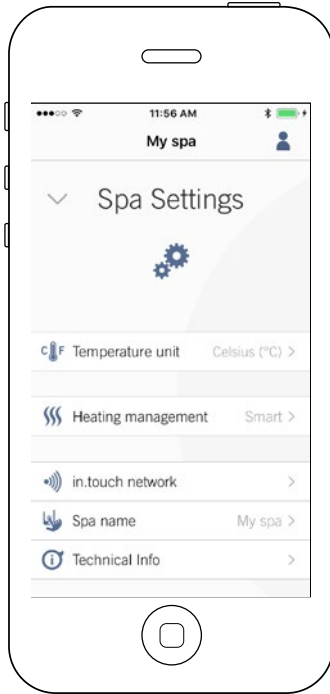 11:56 AM
My spa
Spa Settings
C F Temperature unit Celsius (°C) >
Heating management Smart >
in.touch network >
Spa name My spa >
Technical Info >